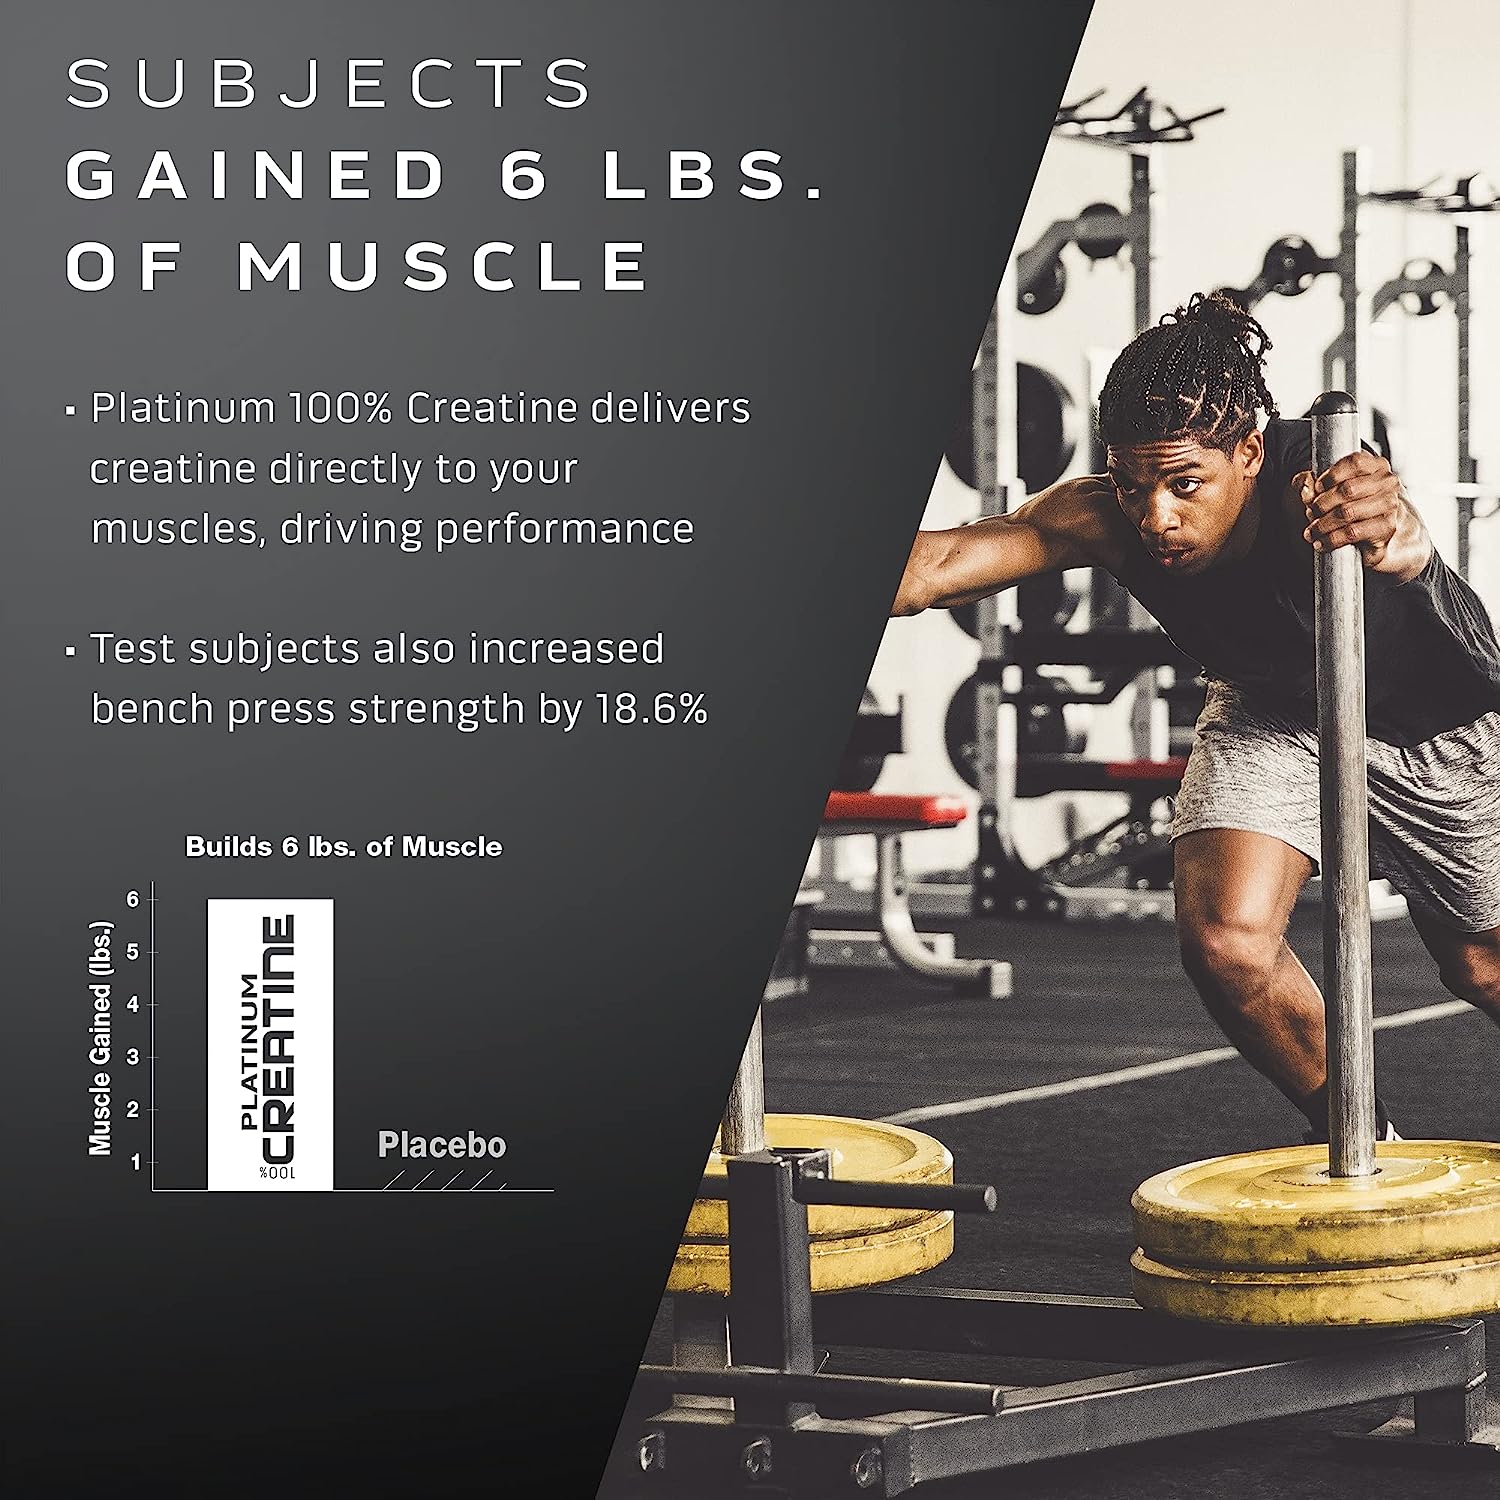 SUBJECTS
GAINED 6 LBS.
OF MUSCLE
▪ Platinum 100% Creatine delivers
creatine directly to your
muscles, driving performance
▪ Test subjects also increased
bench press strength by 18.6%
Builds 6 lbs. of Muscle
Muscle Gained (lbs.)
6
5
4
3
2
1
100%
PLATINUM
CREATINE
Placebo